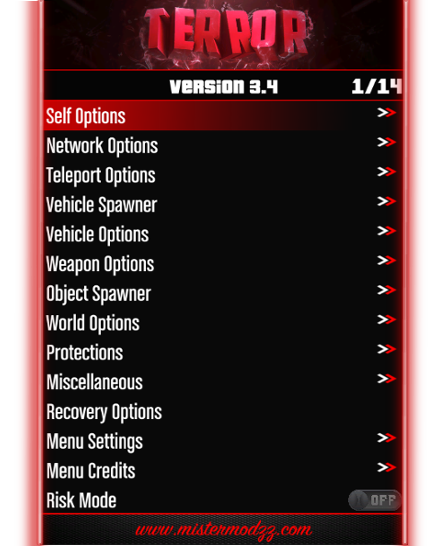 TERROR
Version 3.4 1/14
Self Options >>
Network Options >>
Teleport Options >>
Vehicle Spawner >>
Vehicle Options >>
Weapon Options >>
Object Spawner >>
World Options >>
Protections >>
Miscellaneous >>
Recovery Options
Menu Settings >>
Menu Credits >>
Risk Mode OFF
www.mistermodzz.com